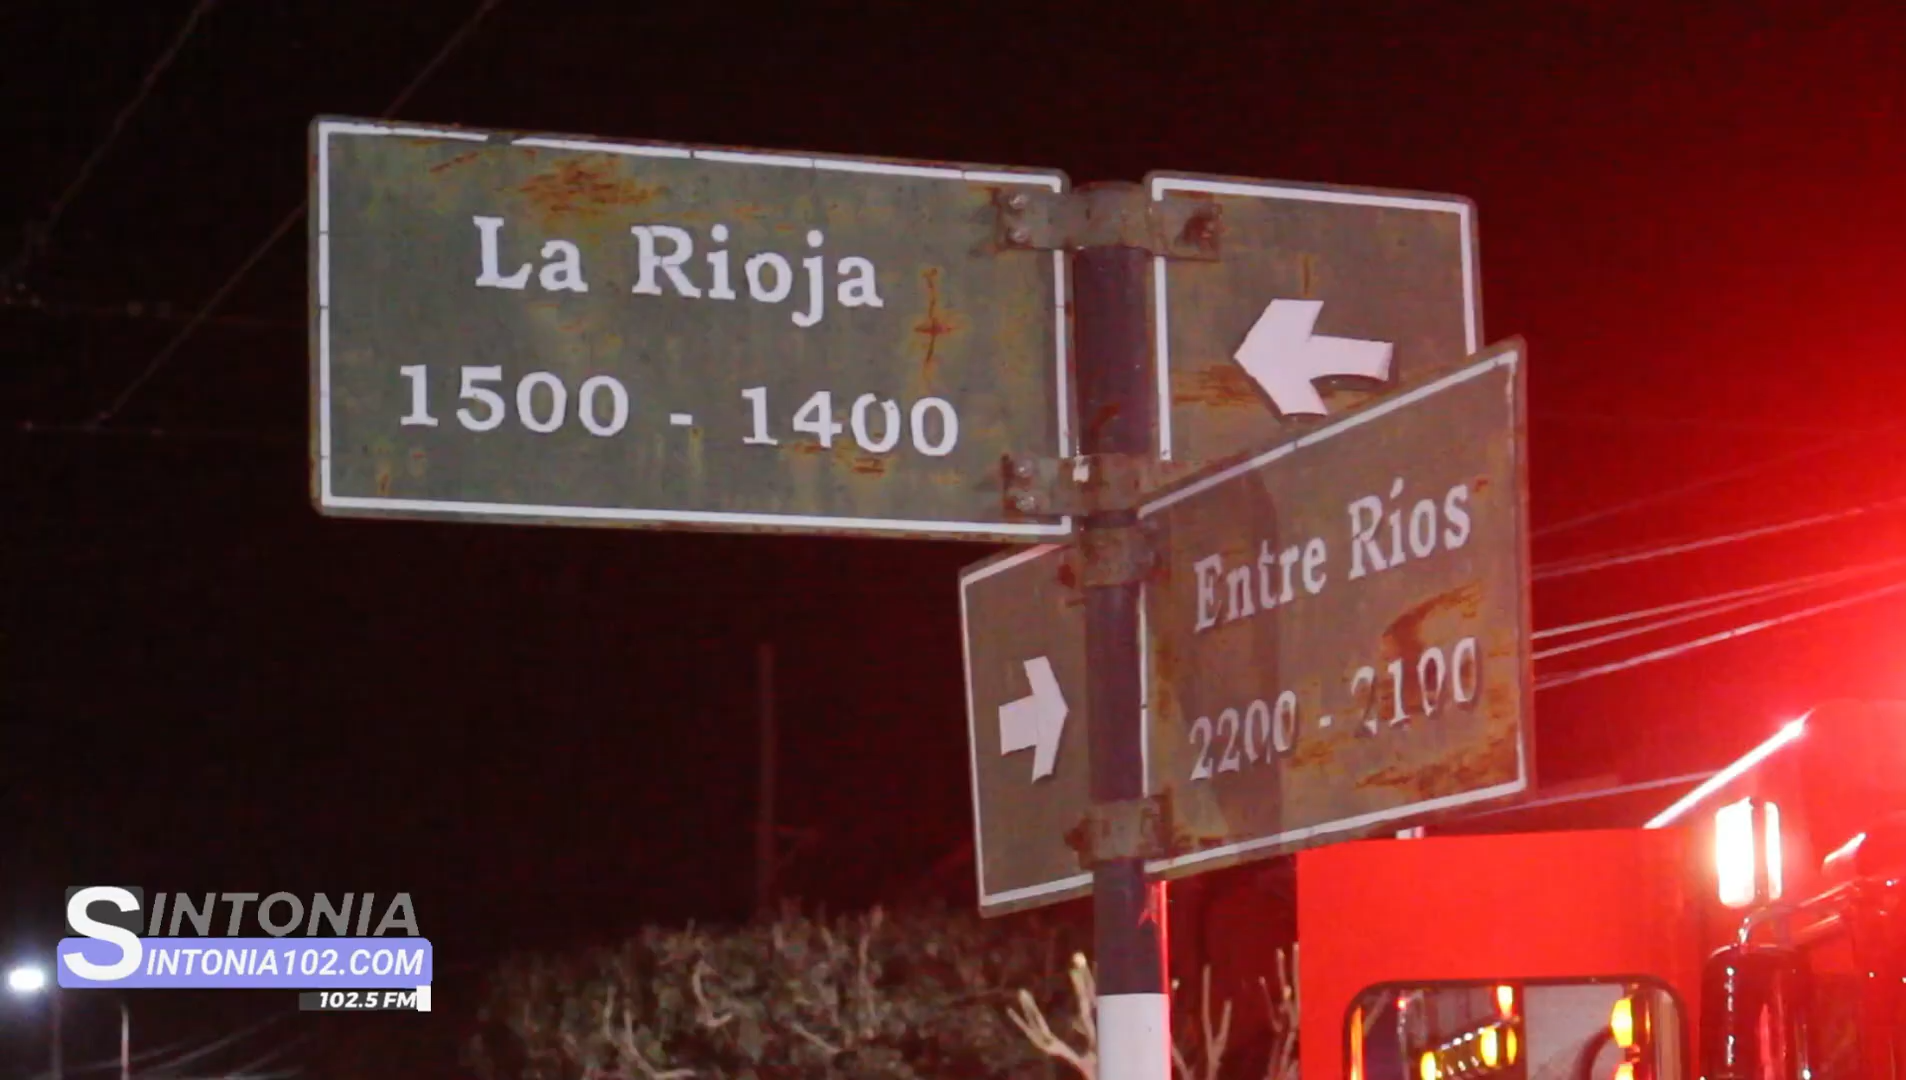 La Rioja
1500 - 1400
Entre Ríos
2200 - 2100
SINTONIA
SINTONIA102.COM
102.5 FM